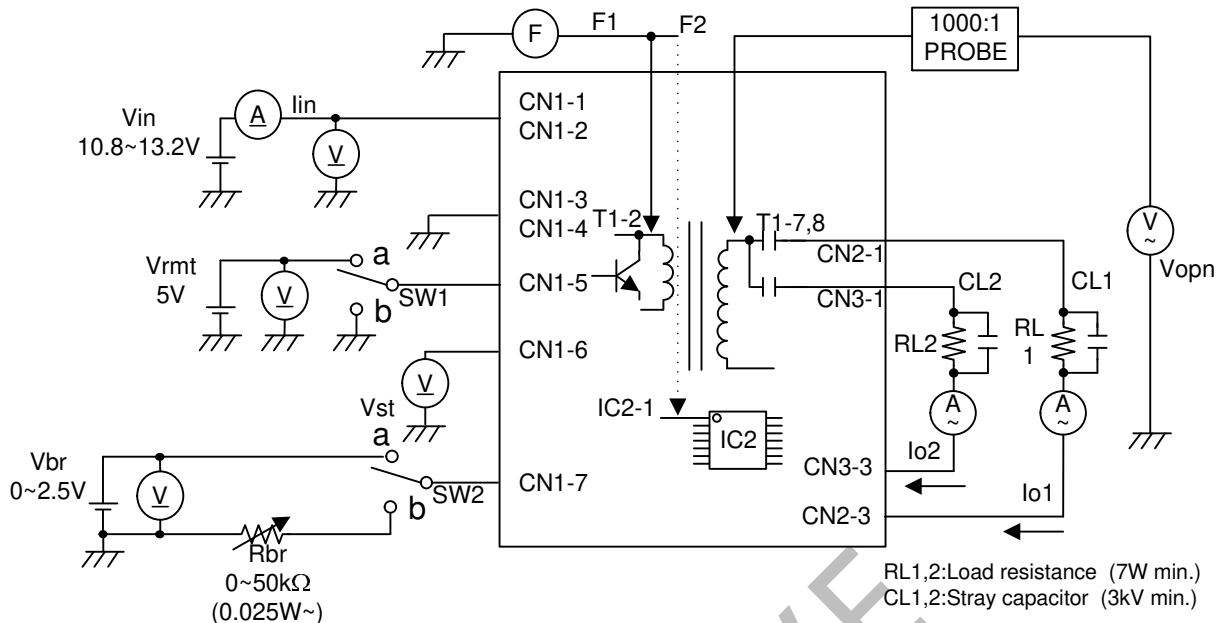 F
F1
F2
1000:1
PROBE
CN1-1
CN1-2
A
Iin
Vin
10.8~13.2V
V
CN1-3
CN1-4
T1-2
T1-7,8
V
~
Vopn
Vrmt
5V
V
a
b
SW1
CN1-5
CN2-1
CN3-1
CL2
CL1
RL2
RL
1
CN1-6
V
Vst
A
~
A
~
IC2-1
IC2
Vbr
0~2.5V
V
a
b
SW2
CN1-7
CN3-3
Io2
Io1
CN2-3
Rbr
0~50kΩ
(0.025W~)
RL1,2:Load resistance (7W min.)
CL1,2:Stray capacitor (3kV min.)